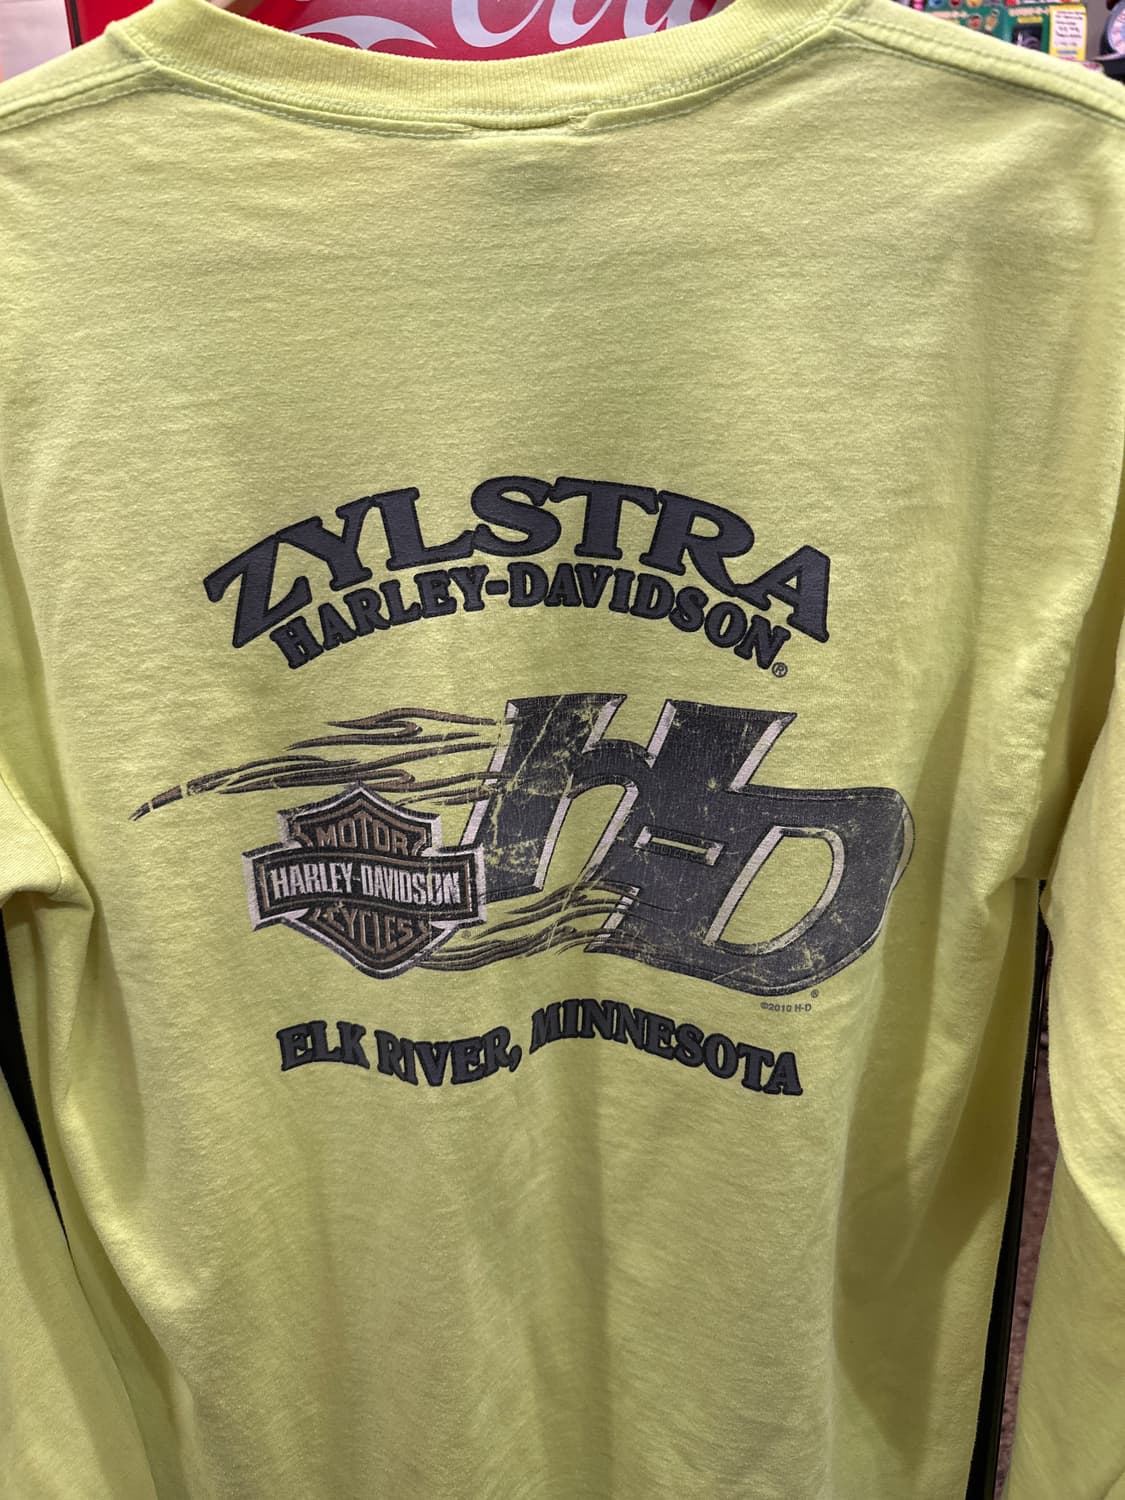 ZYLSTRA
HARLEY-DAVIDSON®
H-D
MOTOR
HARLEY-DAVIDSON
CYCLES
®
©2010 H-D
ELK RIVER, MINNESOTA